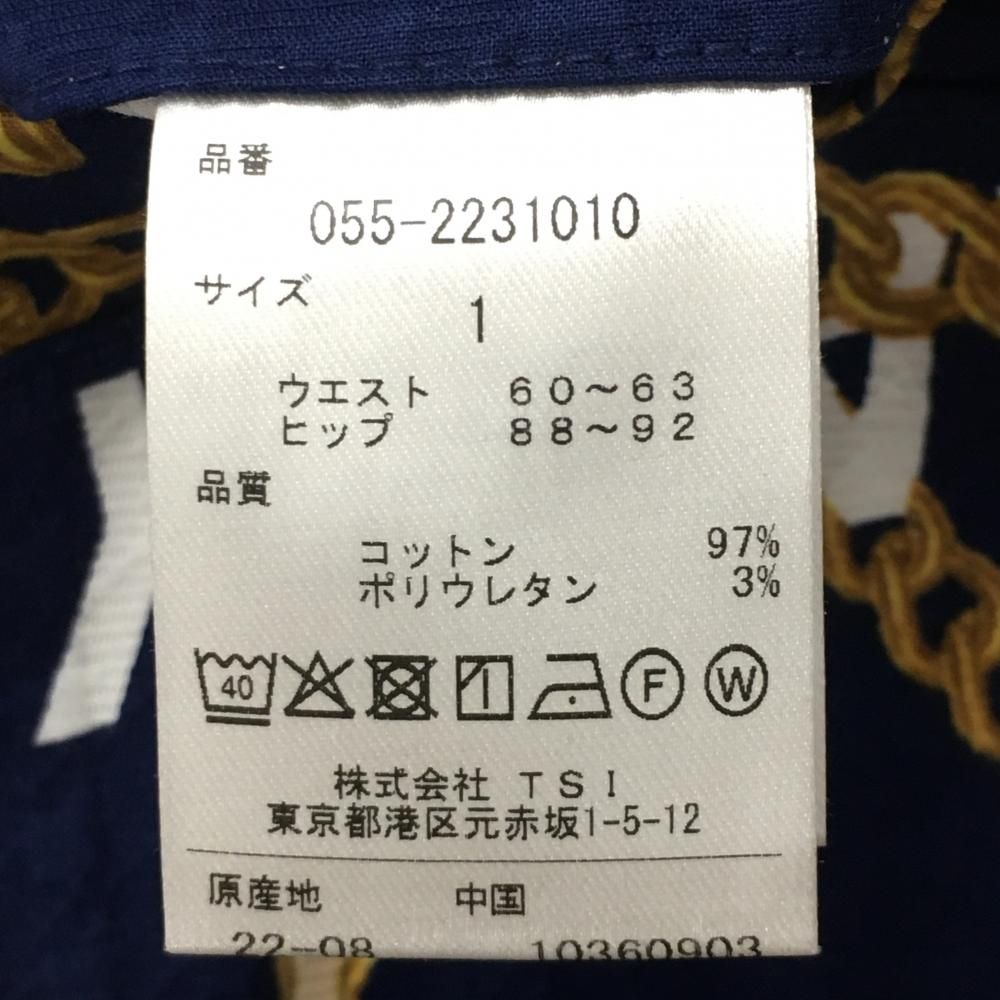 品番
055-2231010
サイズ
1
ウエスト 60～63
ヒップ 88～92
品質
コットン 97%
ポリウレタン 3%
40 F W
株式会社 TSI
東京都港区元赤坂1-5-12
原産地 中国
22-08 10360903